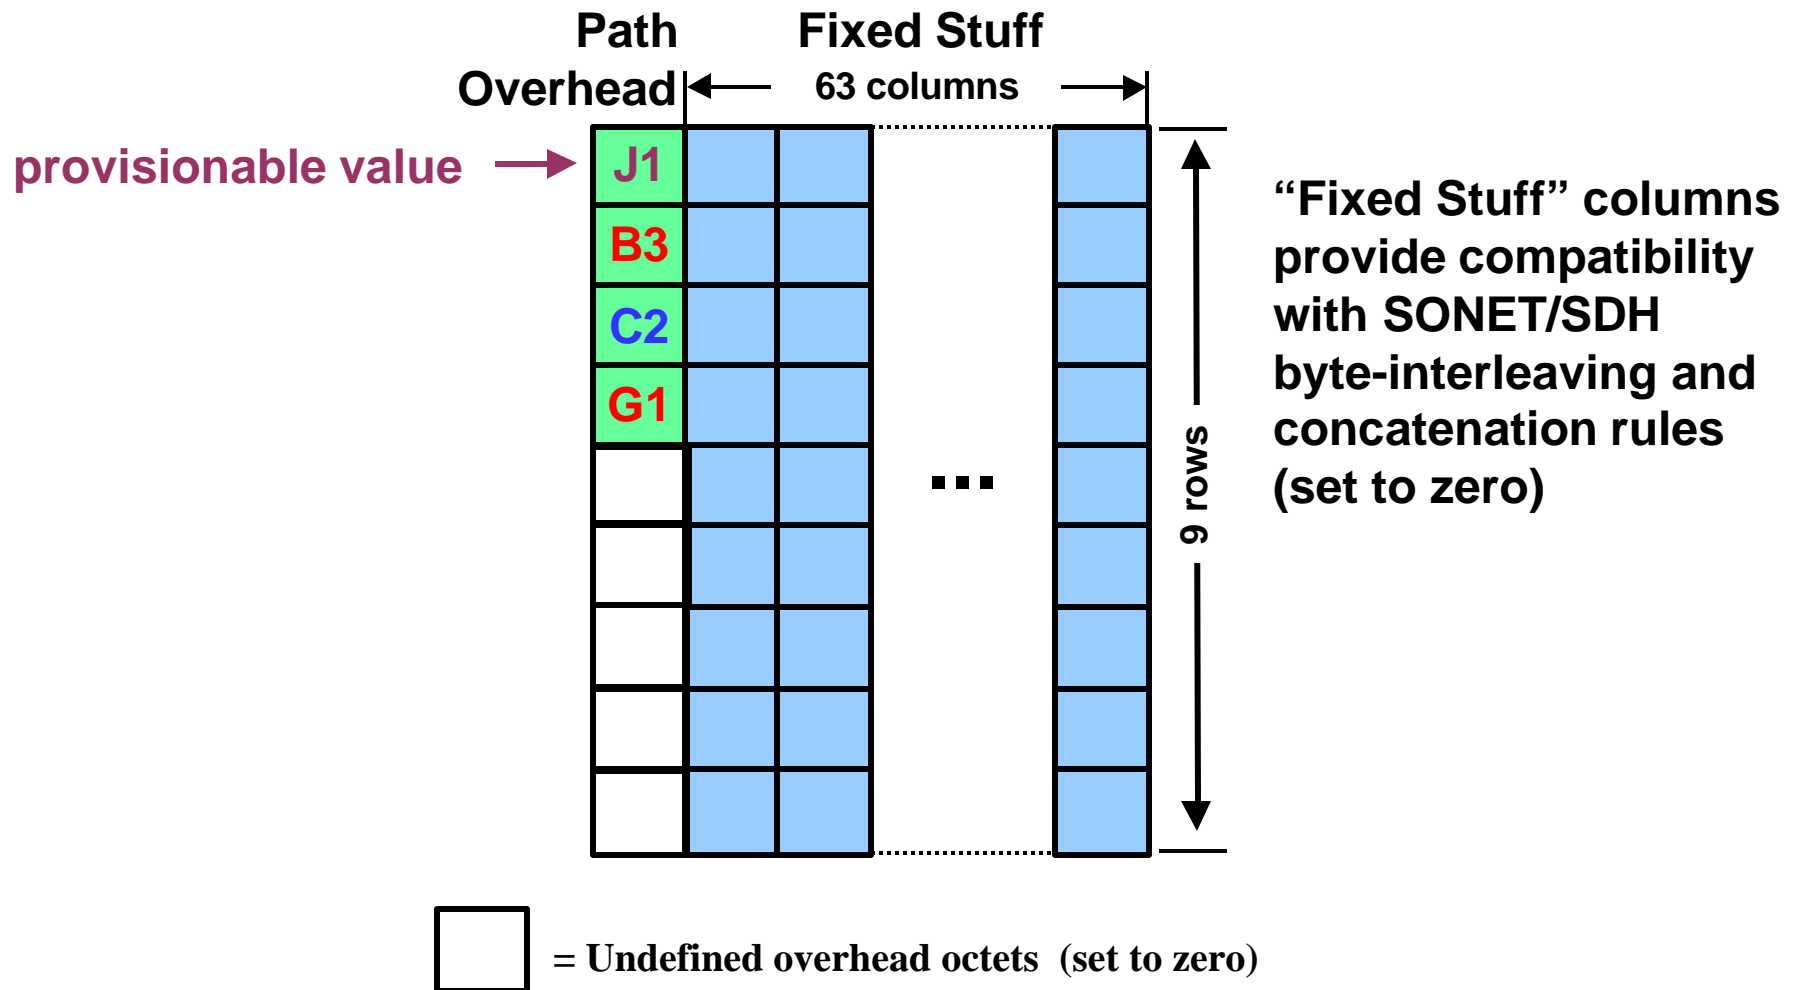 Path
Overhead
Fixed Stuff
63 columns
provisionable value
J1
B3
C2
G1
...
9 rows
“Fixed Stuff” columns
provide compatibility
with SONET/SDH
byte-interleaving and
concatenation rules
(set to zero)
= Undefined overhead octets (set to zero)